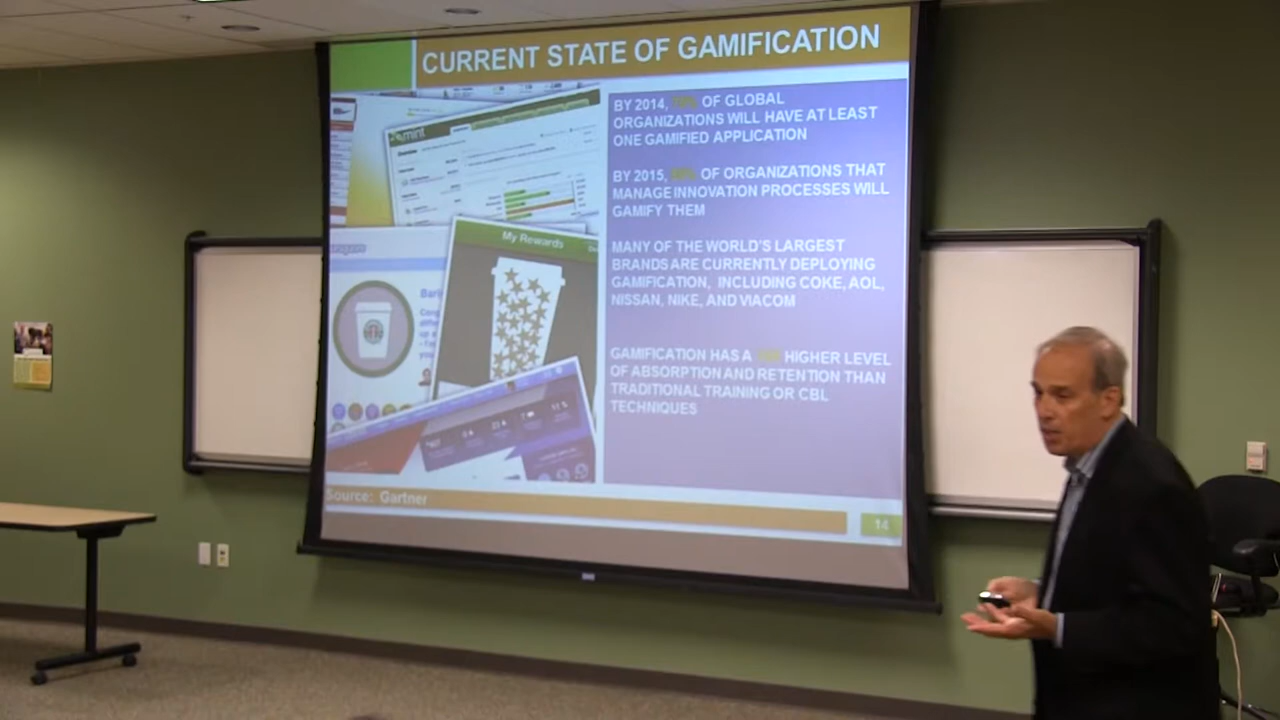 CURRENT STATE OF GAMIFICATION
BY 2014, 70% OF GLOBAL
ORGANIZATIONS WILL HAVE AT LEAST
ONE GAMIFIED APPLICATION
BY 2015, OF ORGANIZATIONS THAT
MANAGE INNOVATION PROCESSES WILL
GAMIFY THEM
MANY OF THE WORLD'S LARGEST
BRANDS ARE CURRENTLY DEPLOYING
GAMIFICATION, INCLUDING COKE, AOL,
NISSAN, NIKE, AND VIACOM
GAMIFICATION HAS A HIGHER LEVEL
OF ABSORPTION AND RETENTION THAN
TRADITIONAL TRAINING OR CBL
TECHNIQUES
mint
My Rewards
Source: Gartner
14